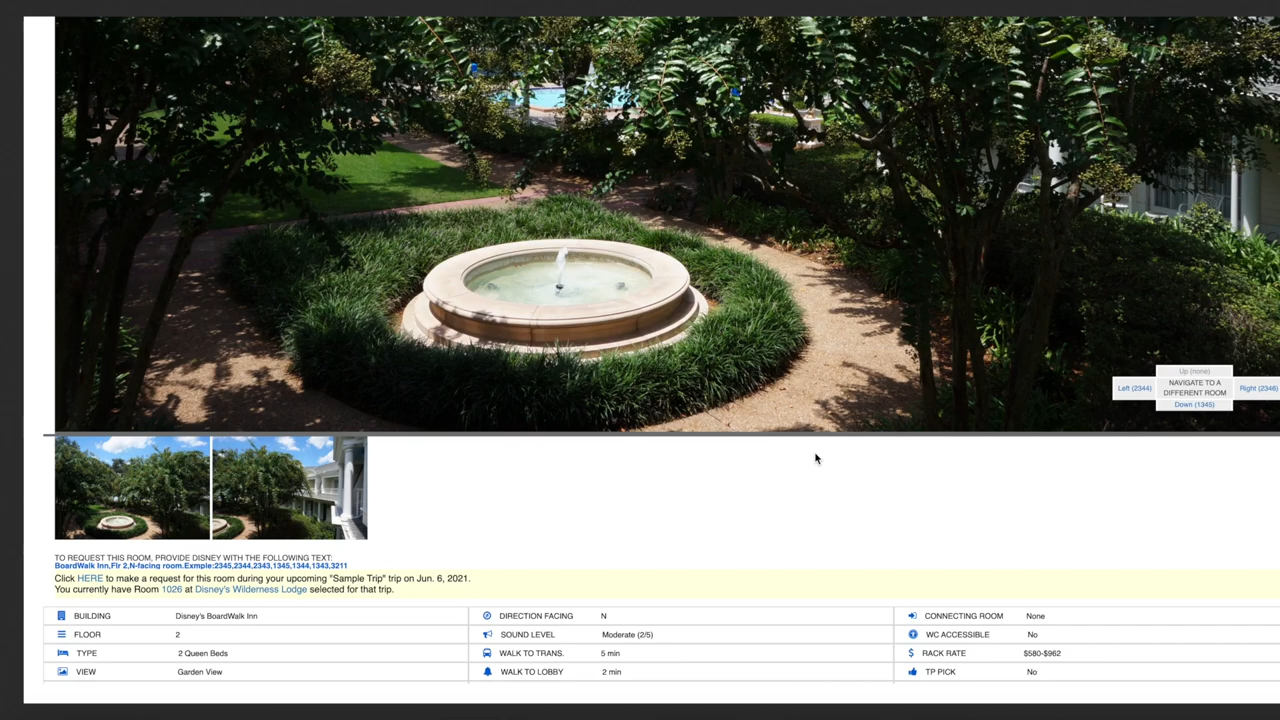 Up (none)
Left (2344)
NAVIGATE TO A
DIFFERENT ROOM
Right (2346)
Down (1345)
TO REQUEST THIS ROOM, PROVIDE DISNEY WITH THE FOLLOWING TEXT:
BoardWalk Inn,Flr 2,N-facing room.Exmple:2345,2344,2343,1345,1344,1343,3211
Click HERE to make a request for this room during your upcoming "Sample Trip" trip on Jun. 6, 2021.
You currently have Room 1026 at Disney's Wilderness Lodge selected for that trip.
BUILDING Disney's BoardWalk Inn DIRECTION FACING N CONNECTING ROOM None
FLOOR 2 SOUND LEVEL Moderate (2/5) WC ACCESSIBLE No
TYPE 2 Queen Beds WALK TO TRANS. 5 min RACK RATE $580-$962
VIEW Garden View WALK TO LOBBY 2 min TP PICK No